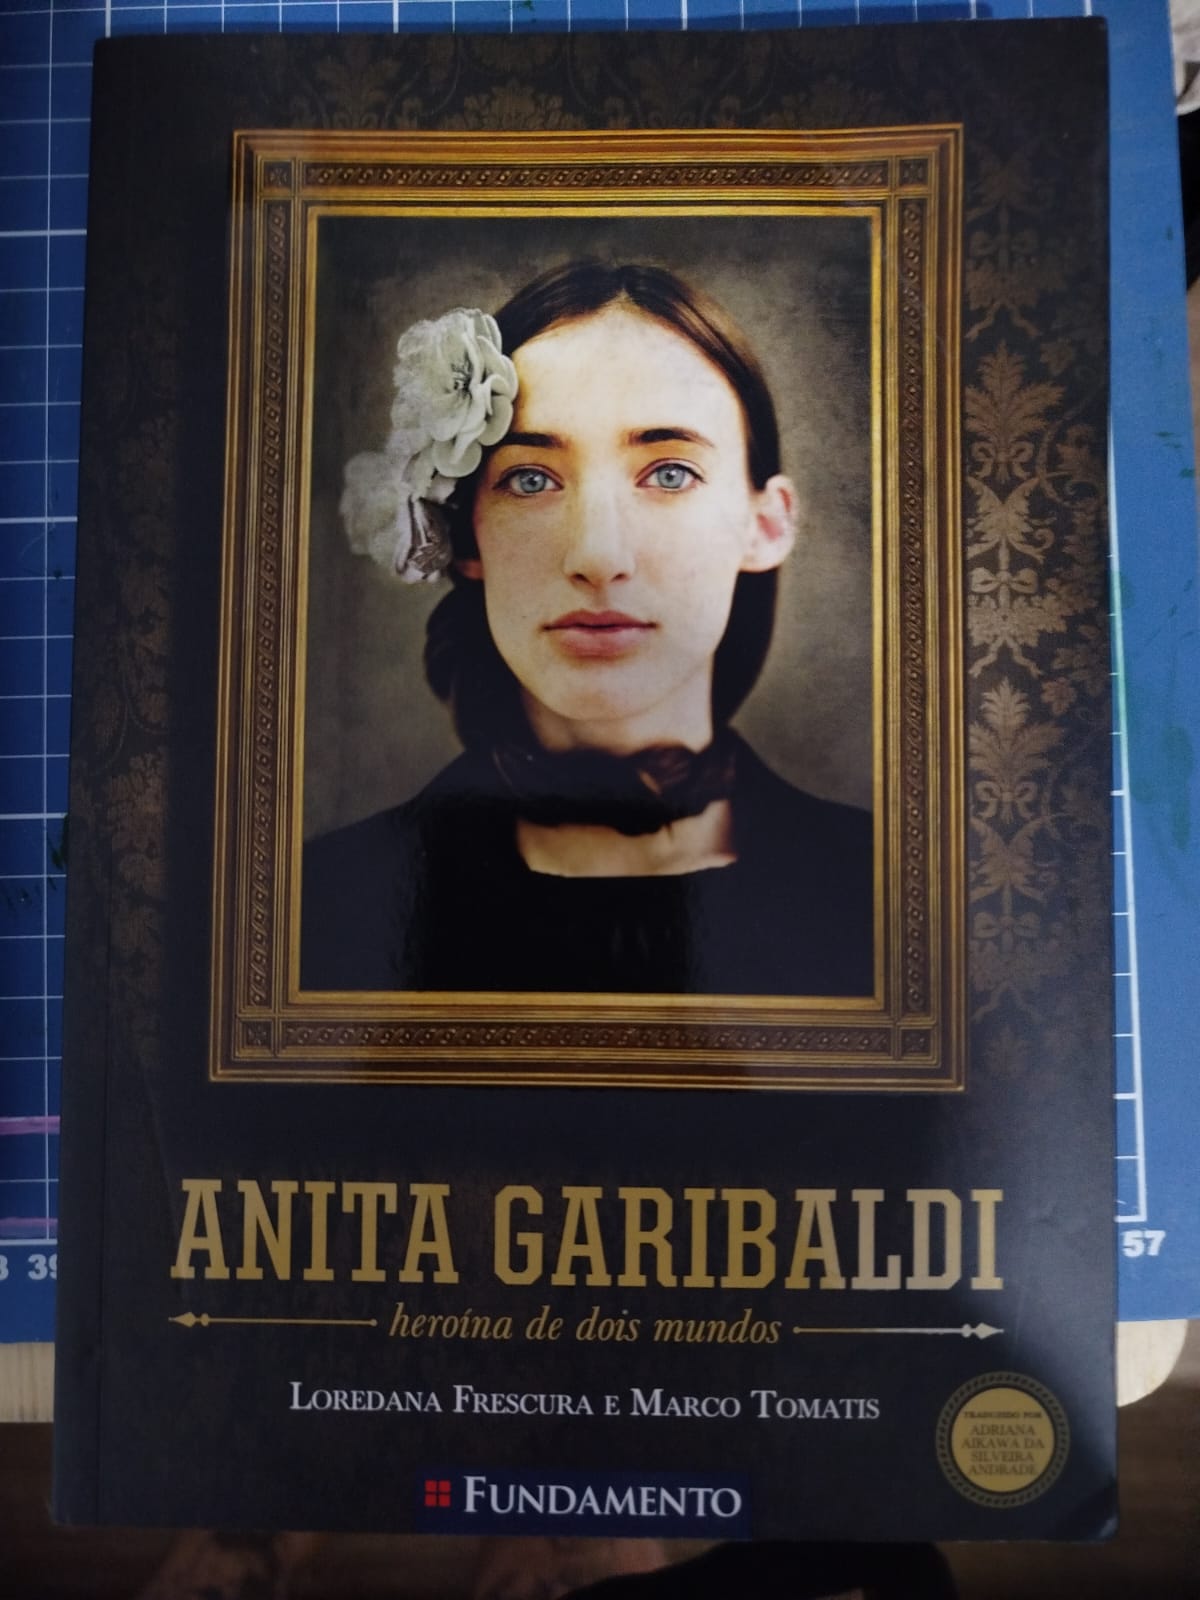 ANITA GARIBALDI
heroína de dois mundos
LOREDANA FRESCURA E MARCO TOMATIS
TRADUZIDO POR
ADRIANA
AIKAWA DA
SILVEIRA
ANDRADE
FUNDAMENTO
57
39